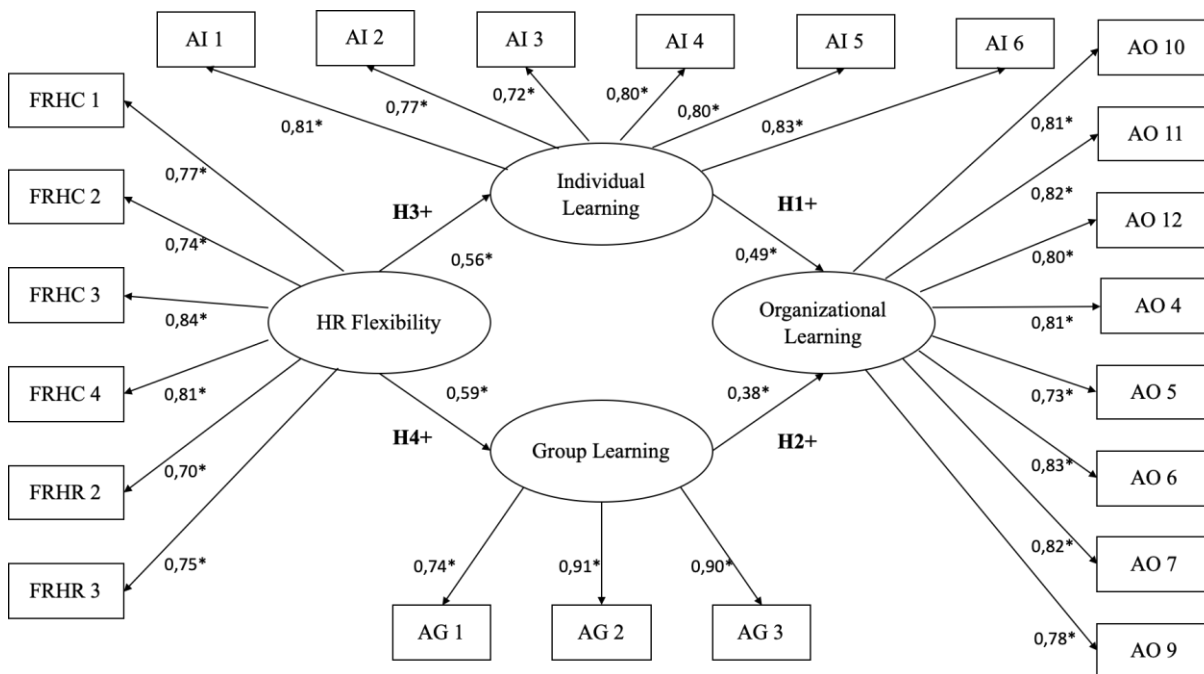 AI 1
AI 2
AI 3
AI 4
AI 5
AI 6
AO 10
FRHC 1
0,81*
0,77*
0,72*
0,80*
0,80*
0,83*
0,81*
AO 11
0,77*
FRHC 2
Individual
Learning
0,82*
H3+
H1+
AO 12
0,74*
0,56*
0,49*
0,80*
FRHC 3
0,84*
HR Flexibility
Organizational
Learning
AO 4
0,81*
FRHC 4
0,81*
0,59*
0,38*
0,73*
AO 5
H4+
Group Learning
H2+
0,83*
AO 6
0,70*
FRHR 2
0,82*
AO 7
0,75*
FRHR 3
0,74*
0,91*
0,90*
AG 1
AG 2
AG 3
0,78*
AO 9